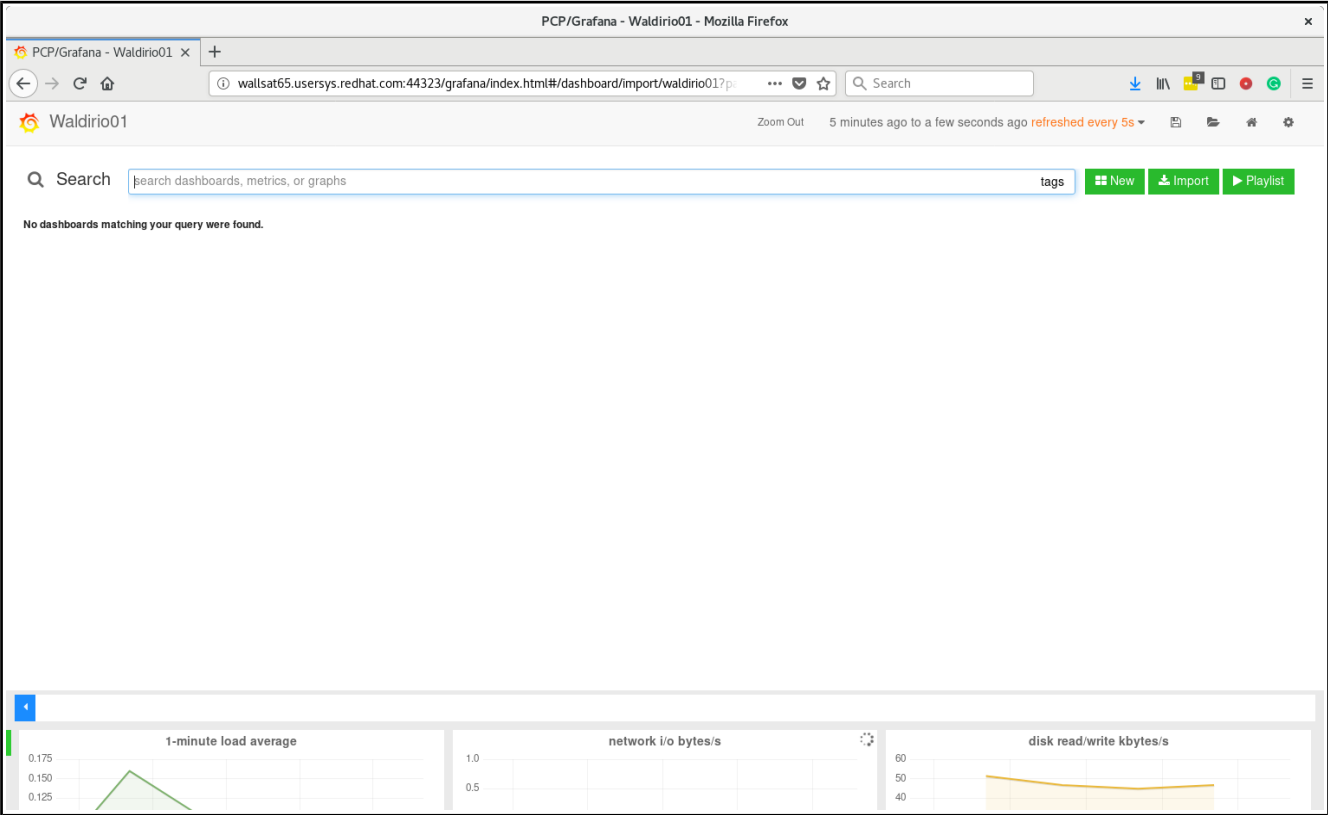 PCP/Grafana - Waldirio01 - Mozilla Firefox
PCP/Grafana - Waldirio01
wallsat65.usersys.redhat.com:44323/grafana/index.html#/dashboard/import/waldirio01?pa
Search
9
Waldirio01
Zoom Out 5 minutes ago to a few seconds ago refreshed every 5s
Search search dashboards, metrics, or graphs tags New Import Playlist
No dashboards matching your query were found.
1-minute load average
0.175
0.150
0.125
network i/o bytes/s
1.0
0.5
disk read/write kbytes/s
60
50
40